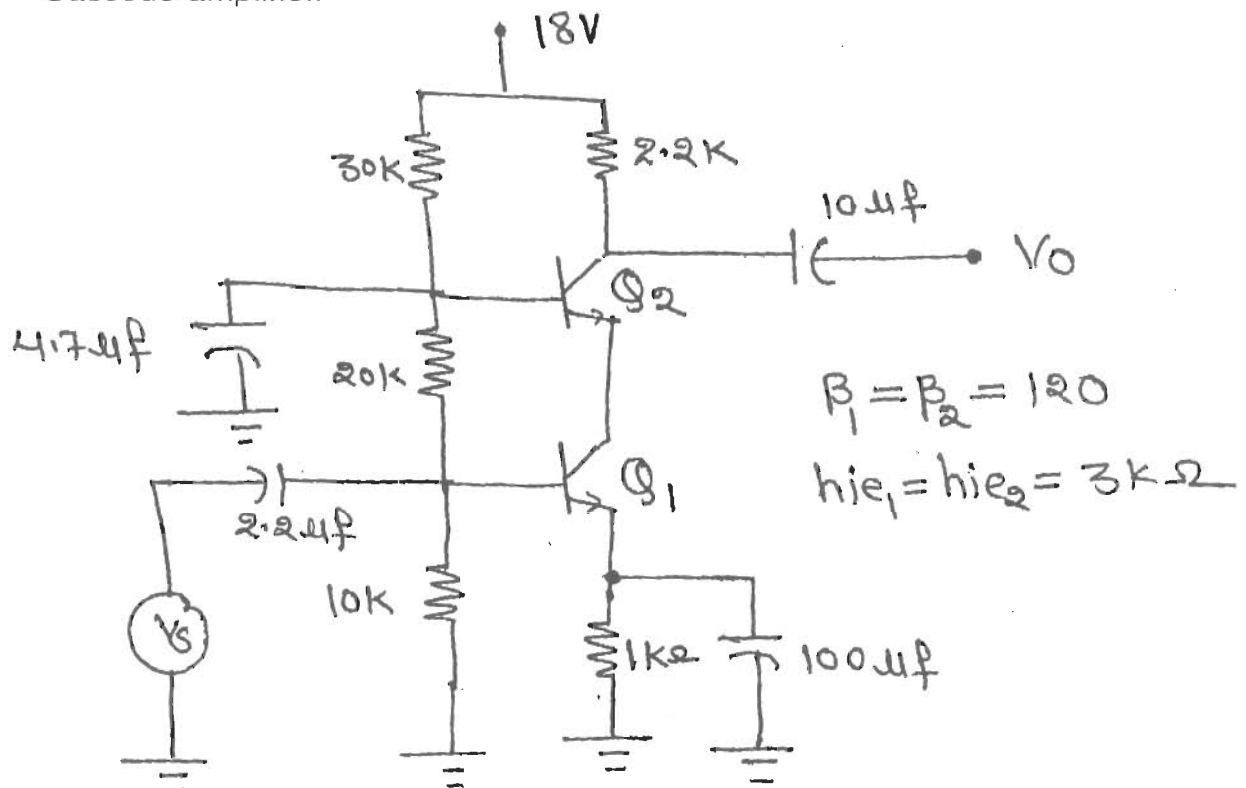 18V
30K
2.2K
10μf
Vo
Q2
4.7μf
20K
β1 = β2 = 120
Q1
hie1 = hie2 = 3kΩ
2.2μf
10K
Vs
1kΩ
100μf